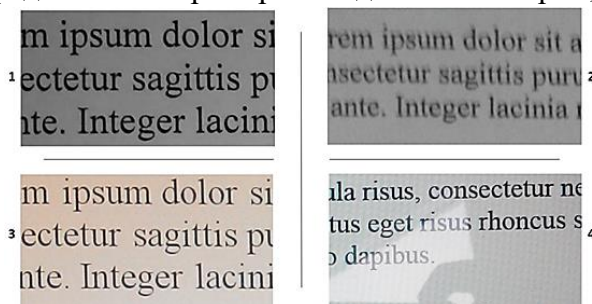 m ipsum dolor si
1 ectetur sagittis pu
nte. Integer lacini
rem ipsum dolor sit a
nsectetur sagittis puru 2
ante. Integer lacinia
m ipsum dolor si
3 ectetur sagittis pu
nte. Integer lacini
ula risus, consectetur ne
tus eget risus rhoncus s 4
dapibus.